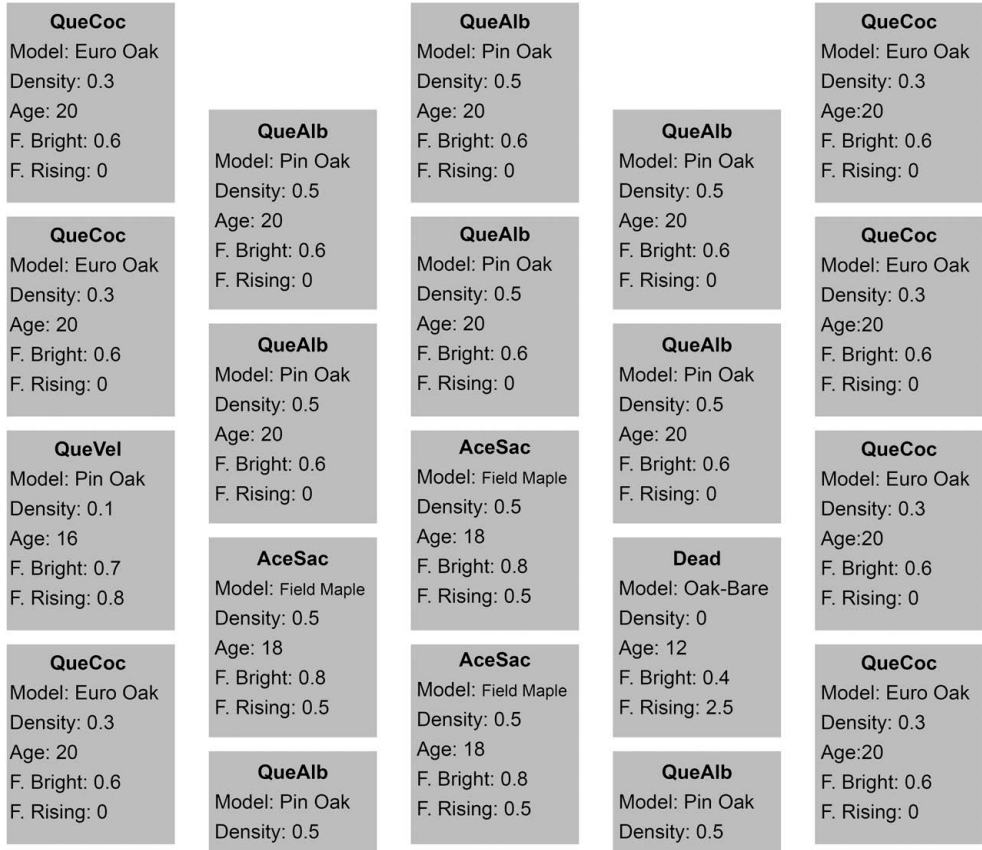 QueCoc
Model: Euro Oak
Density: 0.3
Age: 20
F. Bright: 0.6
F. Rising: 0
QueCoc
Model: Euro Oak
Density: 0.3
Age: 20
F. Bright: 0.6
F. Rising: 0
QueVel
Model: Pin Oak
Density: 0.1
Age: 16
F. Bright: 0.7
F. Rising: 0.8
QueCoc
Model: Euro Oak
Density: 0.3
Age: 20
F. Bright: 0.6
F. Rising: 0
QueAlb
Model: Pin Oak
Density: 0.5
Age: 20
F. Bright: 0.6
F. Rising: 0
QueAlb
Model: Pin Oak
Density: 0.5
Age: 20
F. Bright: 0.6
F. Rising: 0
AceSac
Model: Field Maple
Density: 0.5
Age: 18
F. Bright: 0.8
F. Rising: 0.5
QueAlb
Model: Pin Oak
Density: 0.5
QueAlb
Model: Pin Oak
Density: 0.5
Age: 20
F. Bright: 0.6
F. Rising: 0
QueAlb
Model: Pin Oak
Density: 0.5
Age: 20
F. Bright: 0.6
F. Rising: 0
AceSac
Model: Field Maple
Density: 0.5
Age: 18
F. Bright: 0.8
F. Rising: 0.5
AceSac
Model: Field Maple
Density: 0.5
Age: 18
F. Bright: 0.8
F. Rising: 0.5
QueAlb
Model: Pin Oak
Density: 0.5
Age: 20
F. Bright: 0.6
F. Rising: 0
QueAlb
Model: Pin Oak
Density: 0.5
Age: 20
F. Bright: 0.6
F. Rising: 0
Dead
Model: Oak-Bare
Density: 0
Age: 12
F. Bright: 0.4
F. Rising: 2.5
QueAlb
Model: Pin Oak
Density: 0.5
QueCoc
Model: Euro Oak
Density: 0.3
Age:20
F. Bright: 0.6
F. Rising: 0
QueCoc
Model: Euro Oak
Density: 0.3
Age:20
F. Bright: 0.6
F. Rising: 0
QueCoc
Model: Euro Oak
Density: 0.3
Age:20
F. Bright: 0.6
F. Rising: 0
QueCoc
Model: Euro Oak
Density: 0.3
Age:20
F. Bright: 0.6
F. Rising: 0